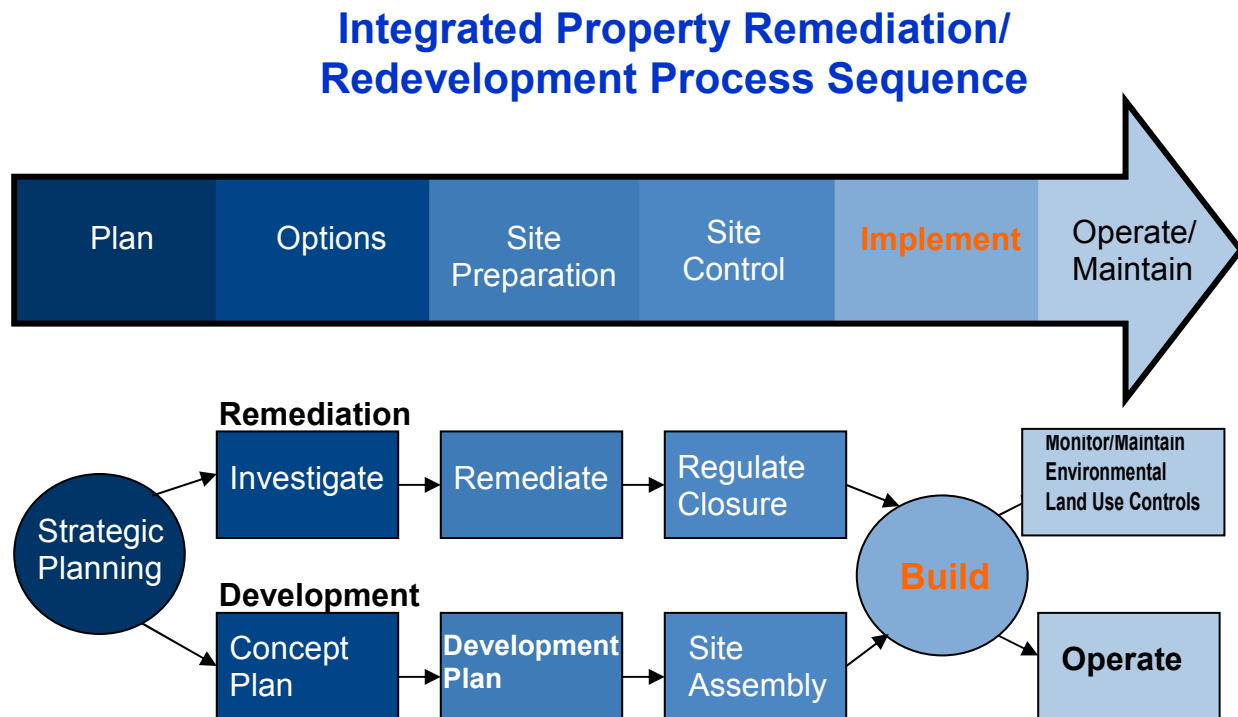 Integrated Property Remediation/
Redevelopment Process Sequence
Plan
Options
Site
Preparation
Site
Control
Implement
Operate/
Maintain
Remediation
Investigate
Remediate
Regulate
Closure
Monitor/Maintain
Environmental
Land Use Controls
Strategic
Planning
Build
Development
Concept
Plan
Development
Plan
Site
Assembly
Operate